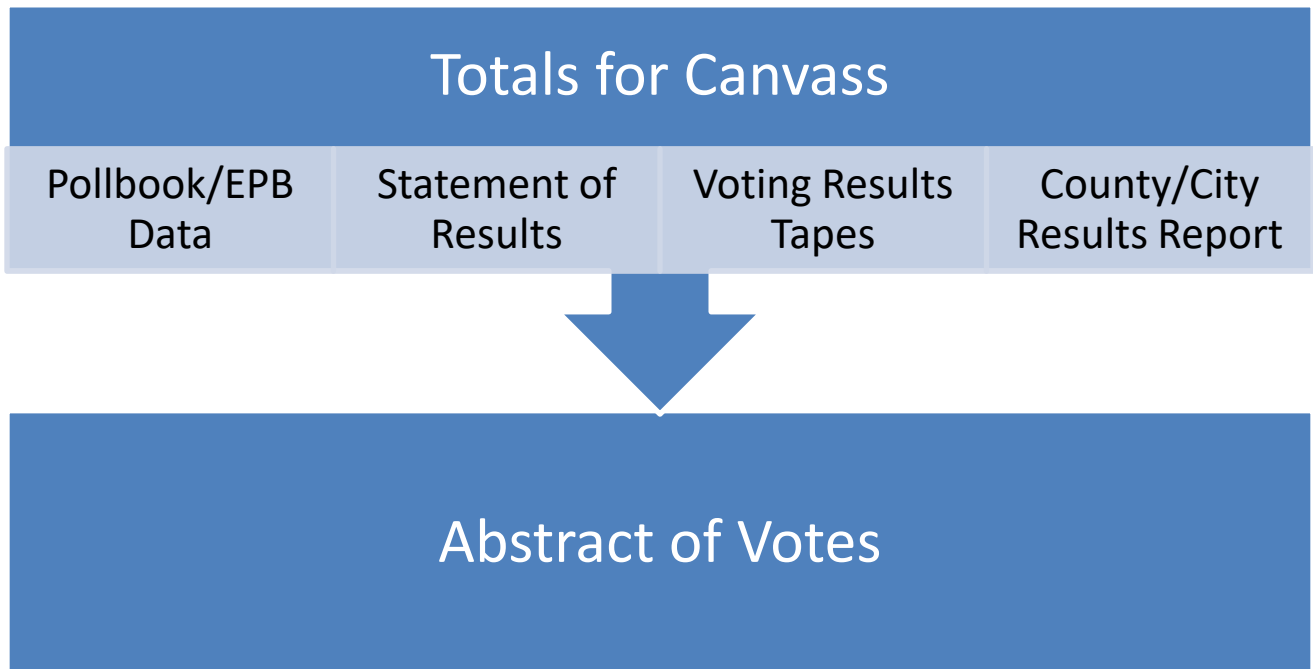 Totals for Canvass
Pollbook/EPB
Data
Statement of
Results
Voting Results
Tapes
County/City
Results Report
Abstract of Votes